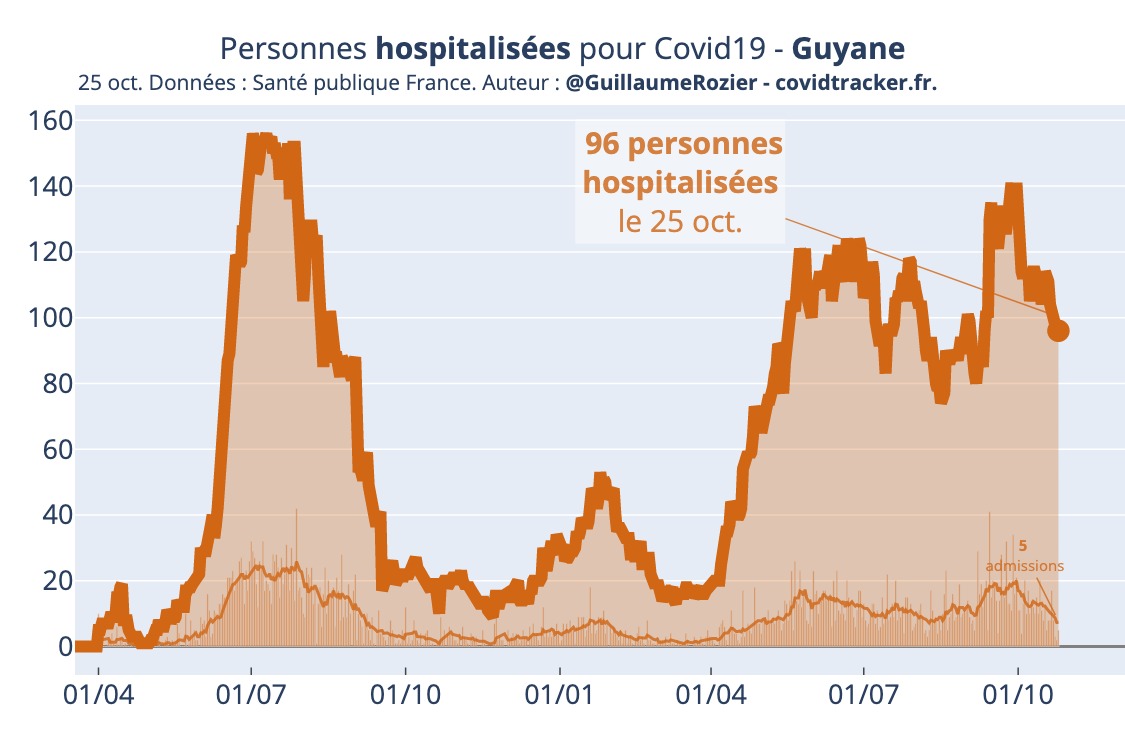 Personnes hospitalisées pour Covid19 - Guyane
25 oct. Données : Santé publique France. Auteur : @GuillaumeRozier - covidtracker.fr.
160
140
120
100
80
60
40
20
0
96 personnes
hospitalisées
le 25 oct.
5
admissions
01/04
01/07
01/10
01/01
01/04
01/07
01/10